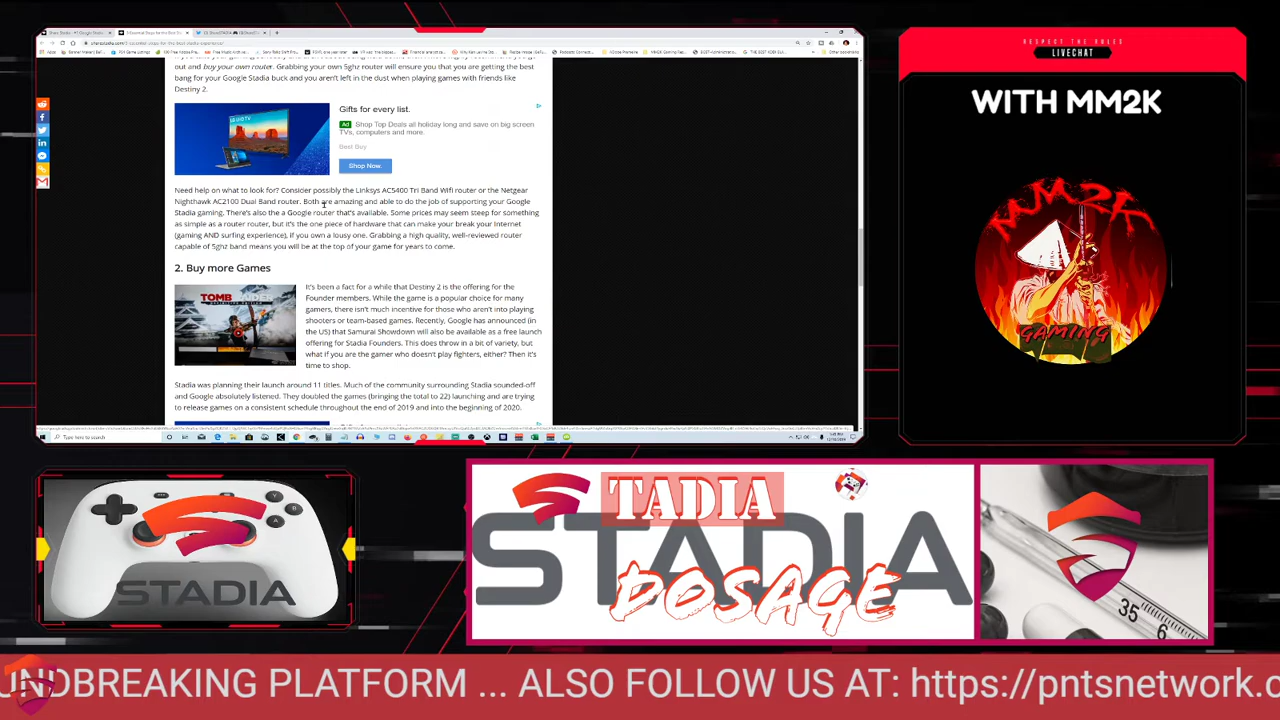 out and buy your own router. Grabbing your own 5ghz router will ensure you that you are getting the best
bang for your Google Stadia buck and you aren't left in the dust when playing games with friends like
Destiny 2.
Gifts for every list.
Ad Shop Top Deals all holiday long and save on big screen
TVs, computers and more.
Best Buy
Shop Now.
Need help on what to look for? Consider possibly the Linksys AC5400 Tri Band Wifi router or the Netgear
Nighthawk AC2100 Dual Band router. Both are amazing and able to do the job of supporting your Google
Stadia gaming. There's also the a Google router that's available. Some prices may seem steep for something
as simple as a router router, but it's the one piece of hardware that can make your break your Internet
(gaming AND surfing experience), if you own a lousy one. Grabbing a high quality, well-reviewed router
capable of 5ghz band means you will be at the top of your game for years to come.
2. Buy more Games
TOMB RAIDER
It's been a fact for a while that Destiny 2 is the offering for the
Founder members. While the game is a popular choice for many
gamers, there isn't much incentive for those who aren't into playing
shooters or team-based games. Recently, Google has announced (in
the US) that Samurai Showdown will also be available as a free launch
offering for Stadia Founders. This does throw in a bit of variety, but
what if you are the gamer who doesn't play fighters, either? Then it's
time to shop.
Stadia was planning their launch around 11 titles. Much of the community surrounding Stadia sounded-off
and Google absolutely listened. They doubled the games (bringing the total to 22) launching and are trying
to release games on a consistent schedule throughout the end of 2019 and into the beginning of 2020.
Type here to search
RESPECT THE RULES
LIVECHAT
WITH MM2K
MM2K
GAMING
Y
X
B
A
STADIA
TADIA
STADIA
DOSAGE
35
6
UNDBREAKING PLATFORM ... ALSO FOLLOW US AT: https://pntsnetwork.c